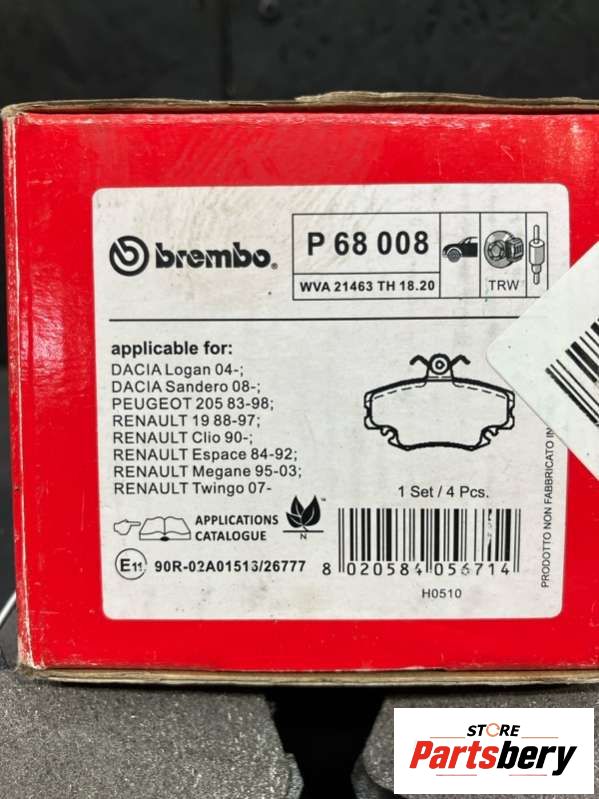 brembo®
P 68 008
WVA 21463 TH 18.20
TRW
applicable for:
DACIA Logan 04-;
DACIA Sandero 08-;
PEUGEOT 205 83-98;
RENAULT 19 88-97;
RENAULT Clio 90-;
RENAULT Espace 84-92;
RENAULT Megane 95-03;
RENAULT Twingo 07-
1 Set / 4 Pcs.
APPLICATIONS
CATALOGUE
N
E11 90R-02A01513/26777
8 020584 056714
H0510
PRODOTTO NON FABBRICATO IN
STORE
Partsbery